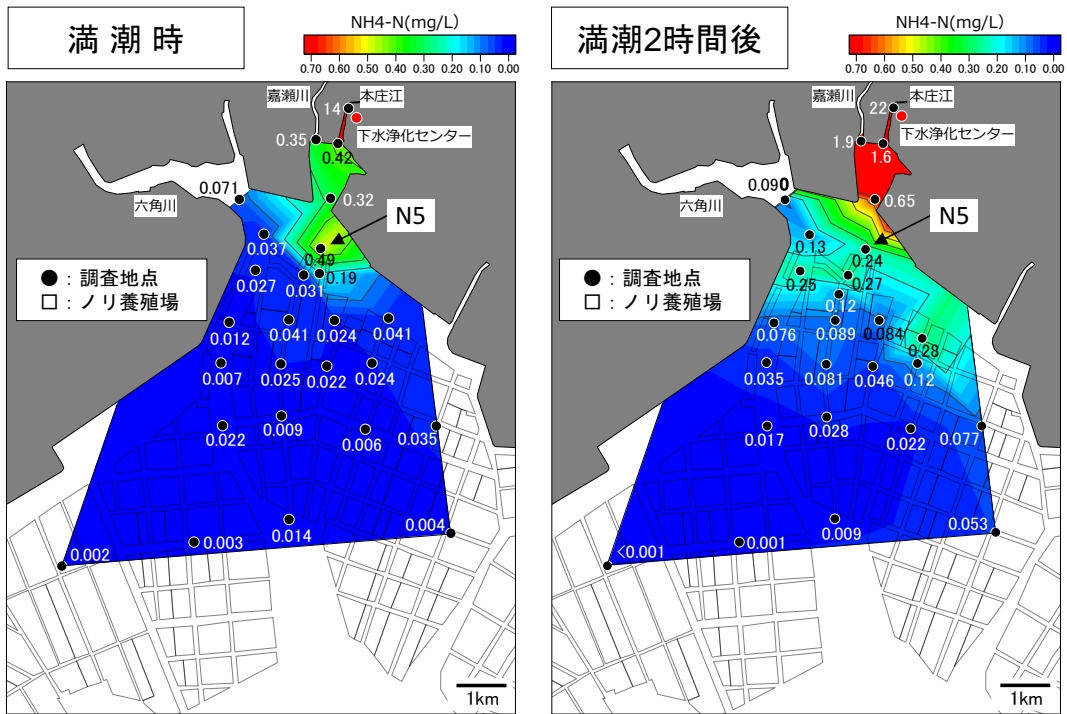 満 潮 時
NH4-N(mg/L)
0.70 0.60 0.50 0.40 0.30 0.20 0.10 0.00
嘉瀬川
本庄江
14
下水浄化センター
0.35
0.42
0.071
六角川
0.32
N5
0.037
0.49
0.19
0.027
0.031
● : 調査地点
□ : ノリ養殖場
0.012
0.041
0.024
0.041
0.007
0.025
0.022
0.024
0.022
0.009
0.006
0.035
0.014
0.004
0.003
0.002
1km
満潮2時間後
NH4-N(mg/L)
0.70 0.60 0.50 0.40 0.30 0.20 0.10 0.00
嘉瀬川
本庄江
22
下水浄化センター
1.9
1.6
0.090
六角川
0.65
N5
0.13
0.24
0.25
0.27
● : 調査地点
□ : ノリ養殖場
0.12
0.076
0.089
0.084
0.28
0.035
0.081
0.046
0.12
0.017
0.028
0.022
0.077
0.009
0.053
0.001
<0.001
1km